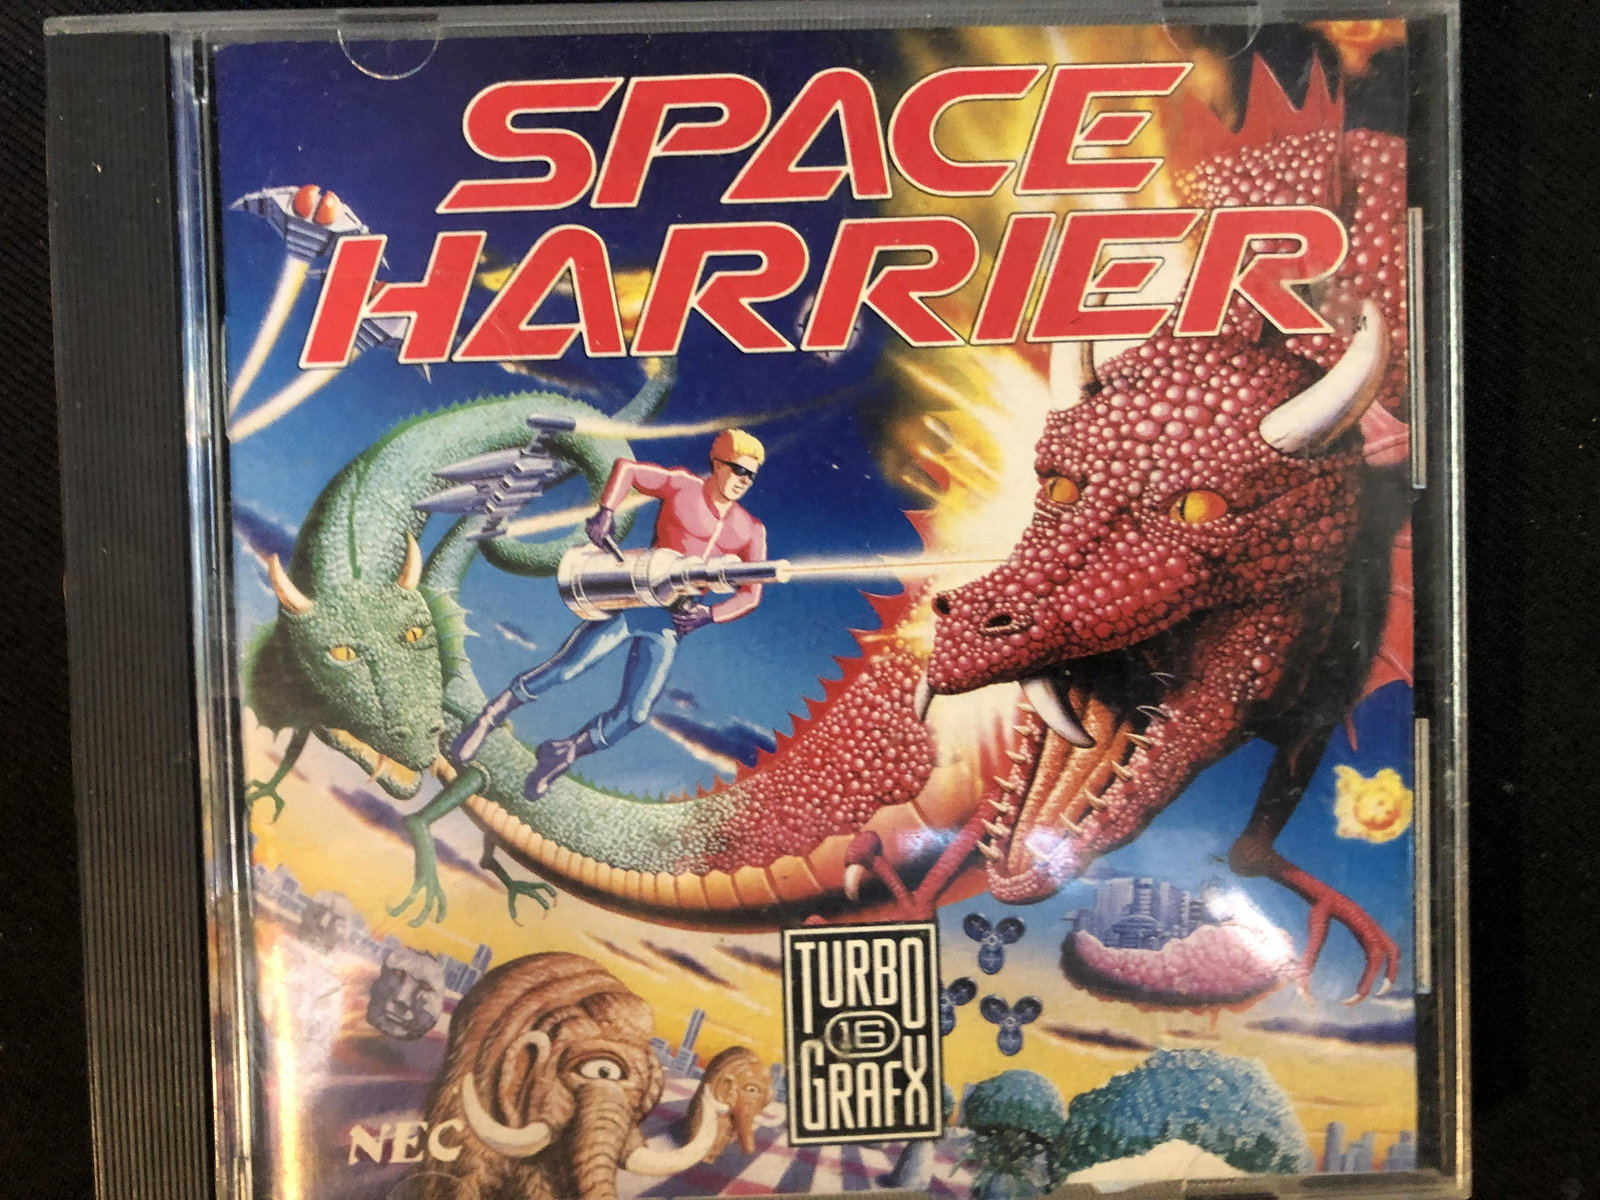 SPACE
HARRIER
TURBO
16
GRAFX
NEC